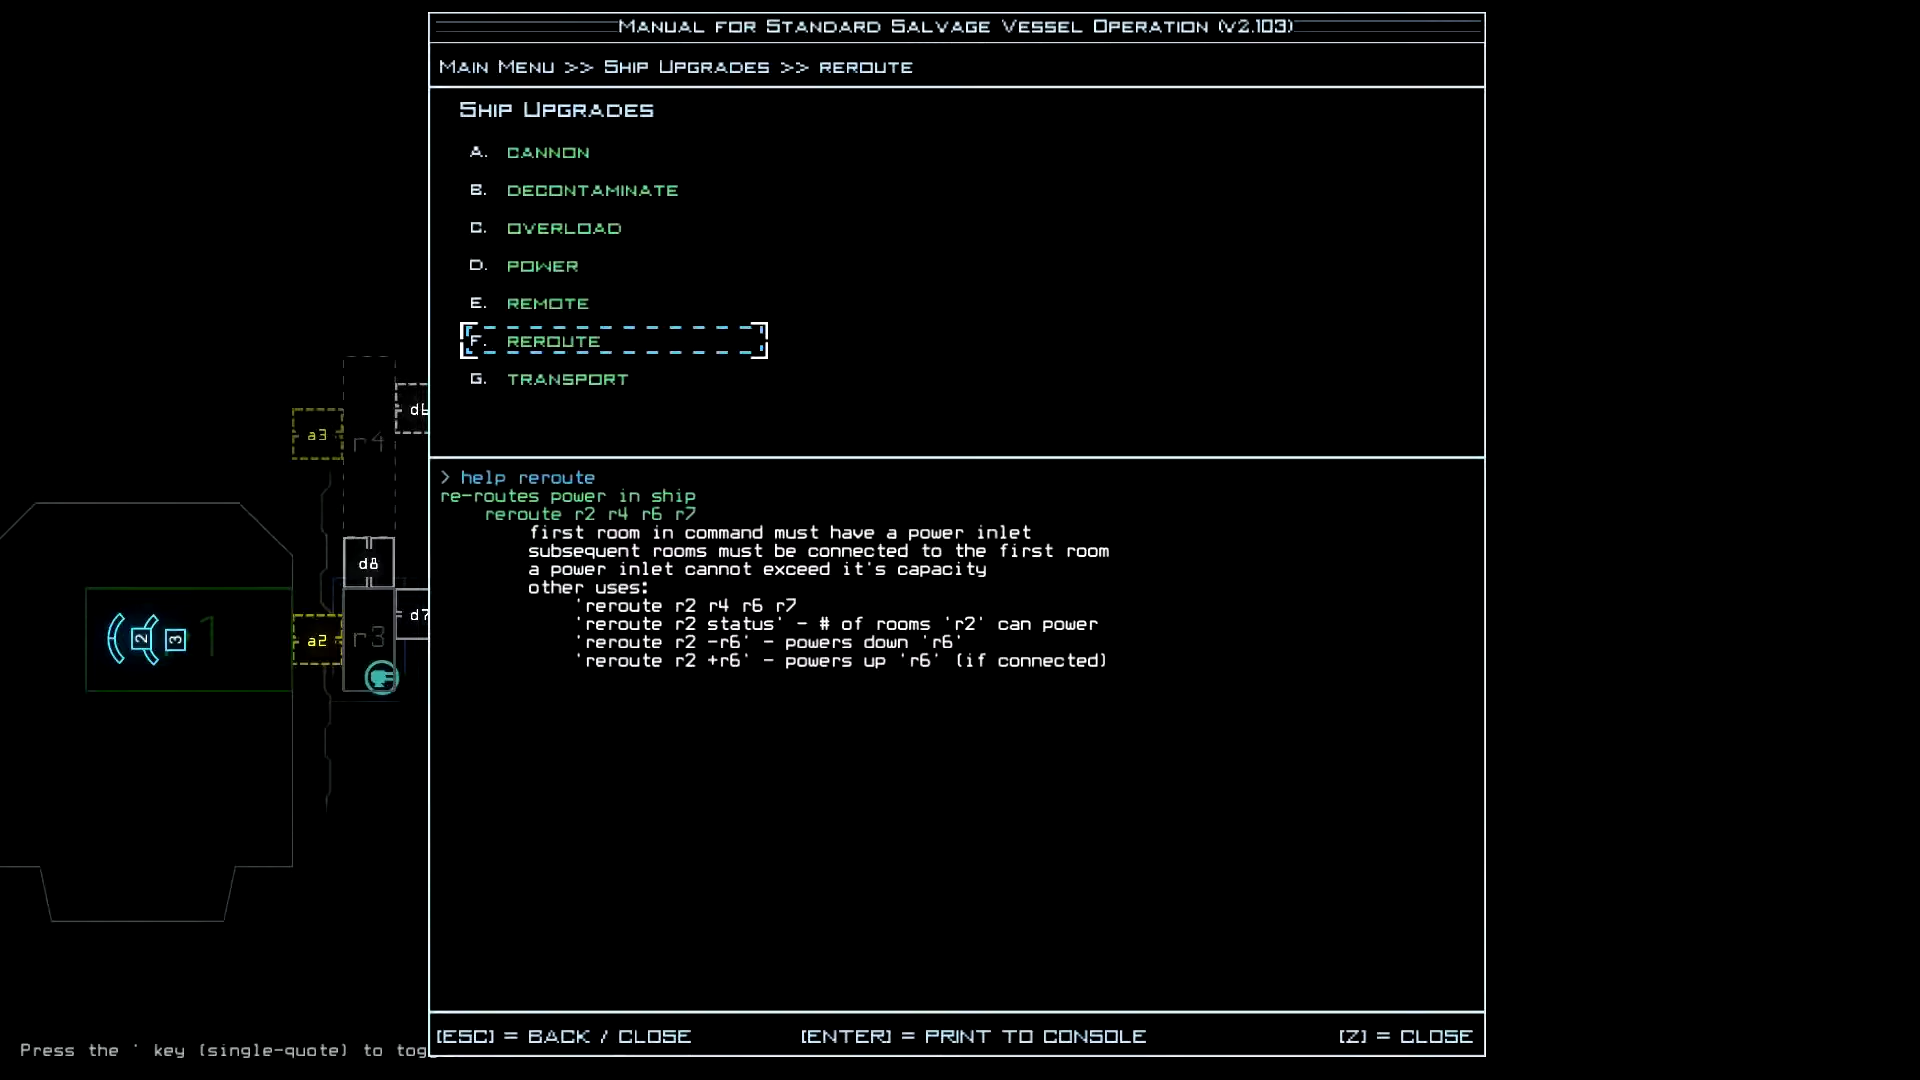 Manual for Standard Salvage Vessel Operation (v2.103)
Main Menu >> Ship Upgrades >> REROUTE
Ship Upgrades
A. CANNON
B. DECONTAMINATE
C. OVERLOAD
D. POWER
E. REMOTE
F. REROUTE
G. TRANSPORT
> help reroute
re-routes power in ship
reroute r2 r4 r6 r7
first room in command must have a power inlet
subsequent rooms must be connected to the first room
a power inlet cannot exceed it's capacity
other uses:
'reroute r2 r4 r6 r7
'reroute r2 status' - # of rooms 'r2' can power
'reroute r2 -r6' - powers down 'r6'
'reroute r2 +r6' - powers up 'r6' (if connected)
[ESC] = BACK / CLOSE [ENTER] = PRINT TO CONSOLE [Z] = CLOSE
a3 r4 d6
d8
2 3 1 a2 r3 d7
Press the ' key (single-quote) to tog